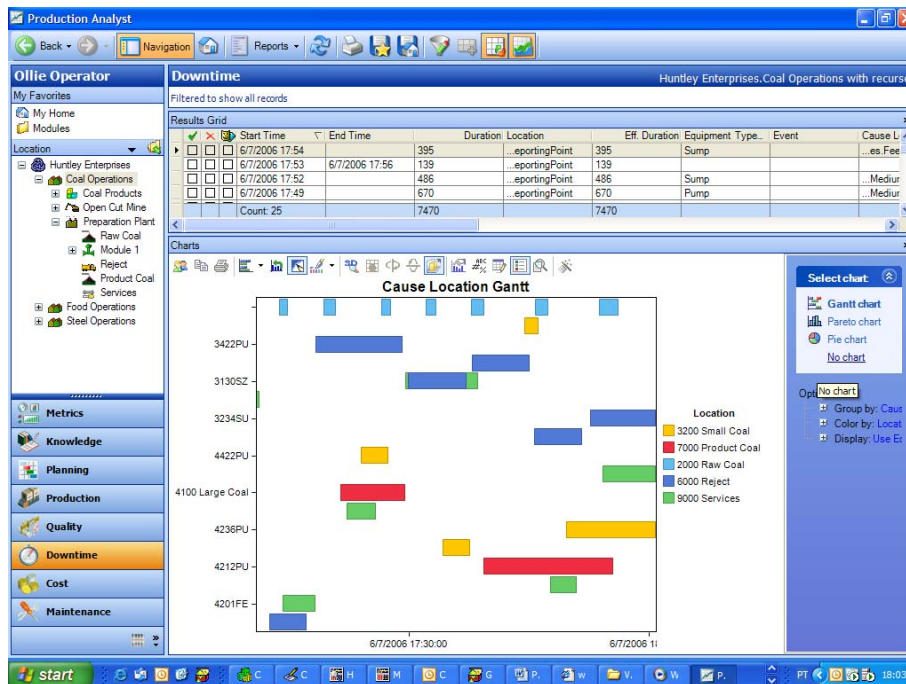 Production Analyst
Back
Navigation
Reports
Ollie Operator
My Favorites
My Home
Modules
Location
Huntley Enterprises
Coal Operations
Coal Products
Open Cut Mine
Preparation Plant
Raw Coal
Module 1
Reject
Product Coal
Services
Food Operations
Steel Operations
Metrics
Knowledge
Planning
Production
Quality
Downtime
Cost
Maintenance
Downtime Huntley Enterprises.Coal Operations with recurs
Filtered to show all records
Results Grid
Start Time End Time Duration Location Eff. Duration Equipment Type... Event Cause L
6/7/2006 17:54 395 ...eportingPoint 395 Sump ...es.Fee
6/7/2006 17:53 6/7/2006 17:56 139 ...eportingPoint 139
6/7/2006 17:52 486 ...eportingPoint 486 Sump ...Mediur
6/7/2006 17:49 670 ...eportingPoint 670 Pump ...Mediur
Count: 25 7470 7470
Charts
Cause Location Gantt
3422PU
3130SZ
3234SU
4422PU
4100 Large Coal
4236PU
4212PU
4201FE
6/7/2006 17:30:00 6/7/2006 1
Location
3200 Small Coal
7000 Product Coal
2000 Raw Coal
6000 Reject
9000 Services
Select chart
Gantt chart
Pareto chart
Pie chart
No chart
Opti
No chart
Group by: Caus
Color by: Locat
Display: Use Ec
start C C H M C G P. w V. W P. PT 18:03